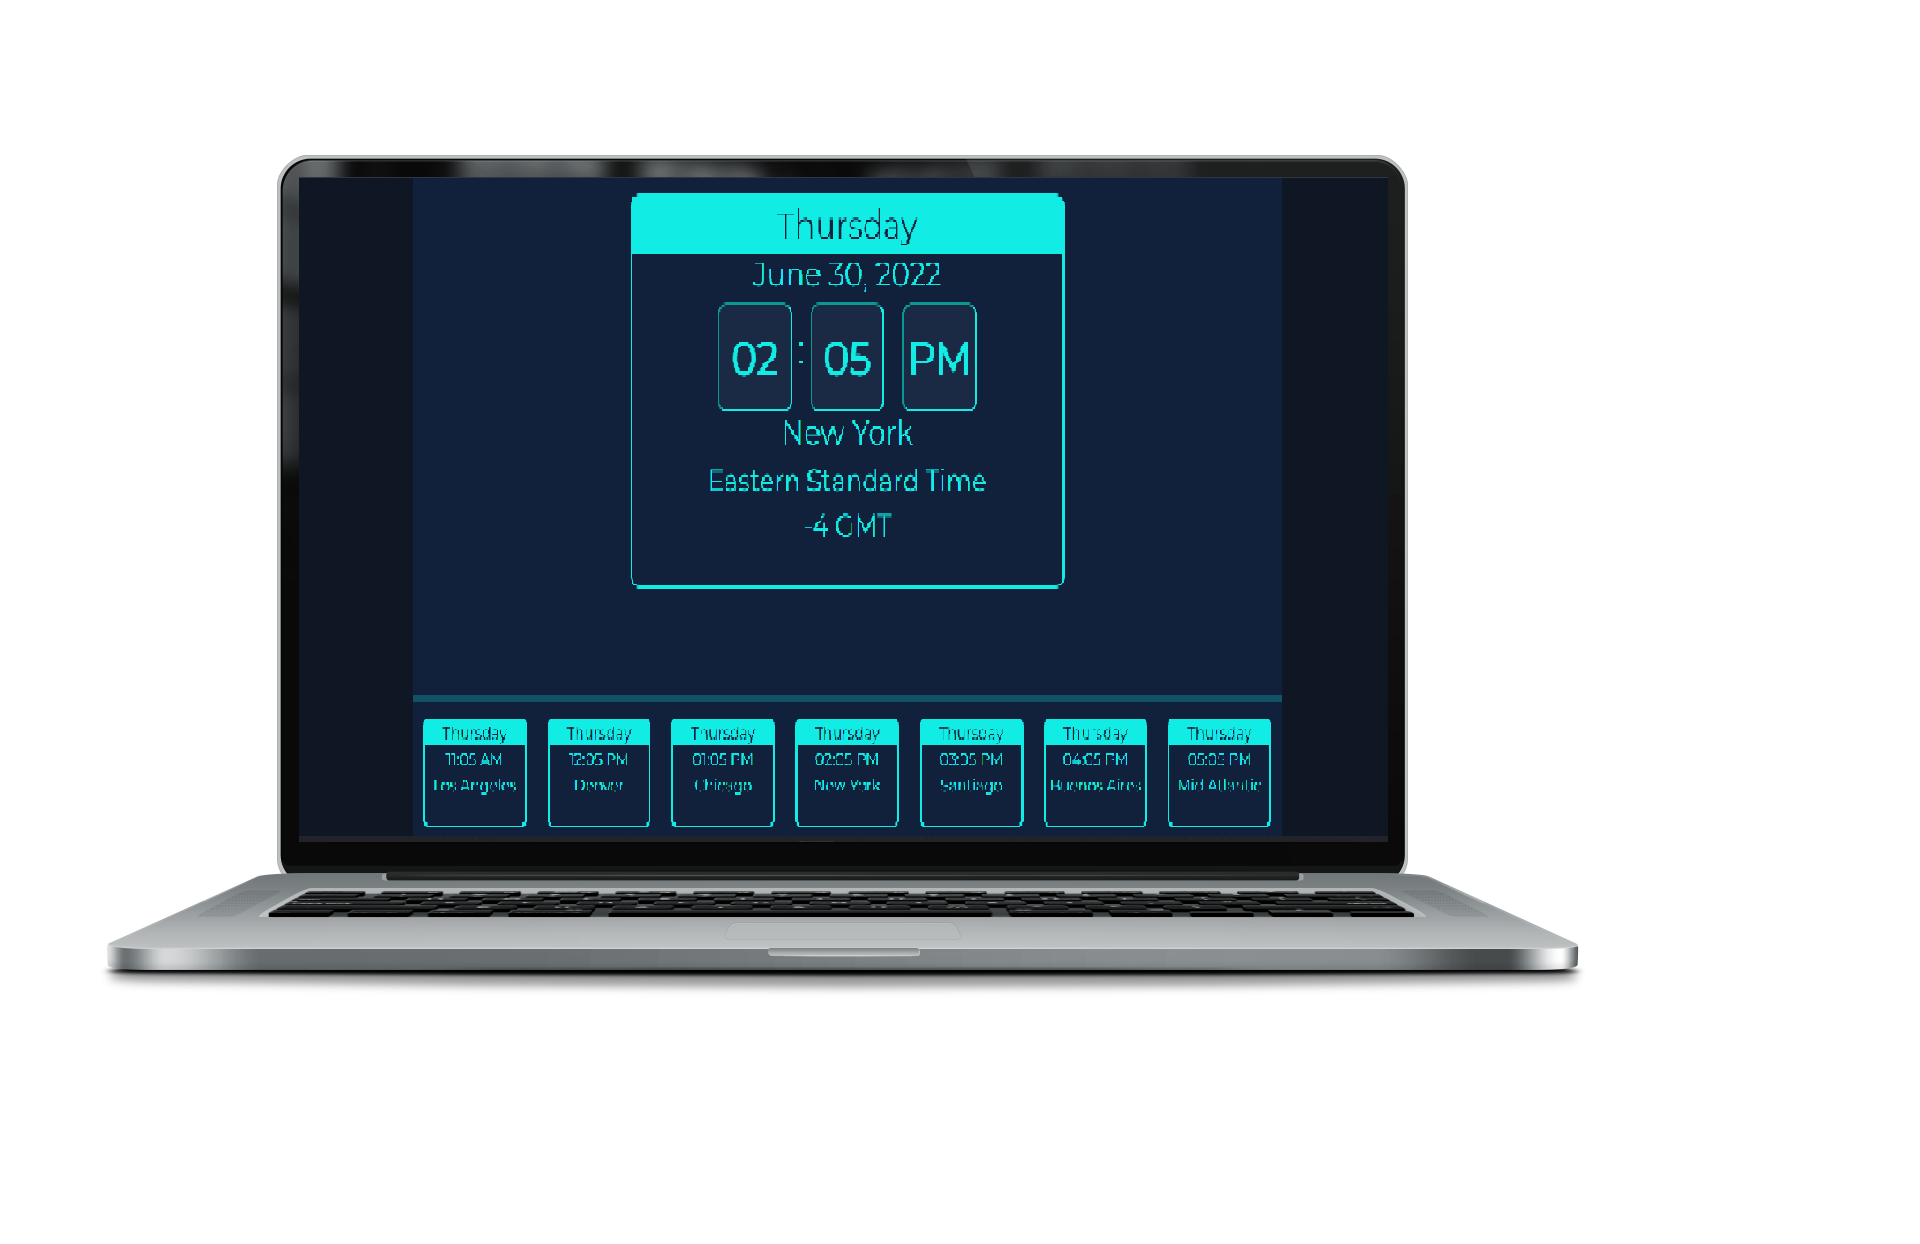 Thursday
June 30, 2022
02 : 05 PM
New York
Eastern Standard Time
-4 GMT
Thursday
11:05 AM
Los Angeles
Thursday
12:05 PM
Denver
Thursday
01:05 PM
Chicago
Thursday
02:05 PM
New York
Thursday
03:05 PM
Santiago
Thursday
04:05 PM
Buenos Aires
Thursday
05:05 PM
Mid Atlantic